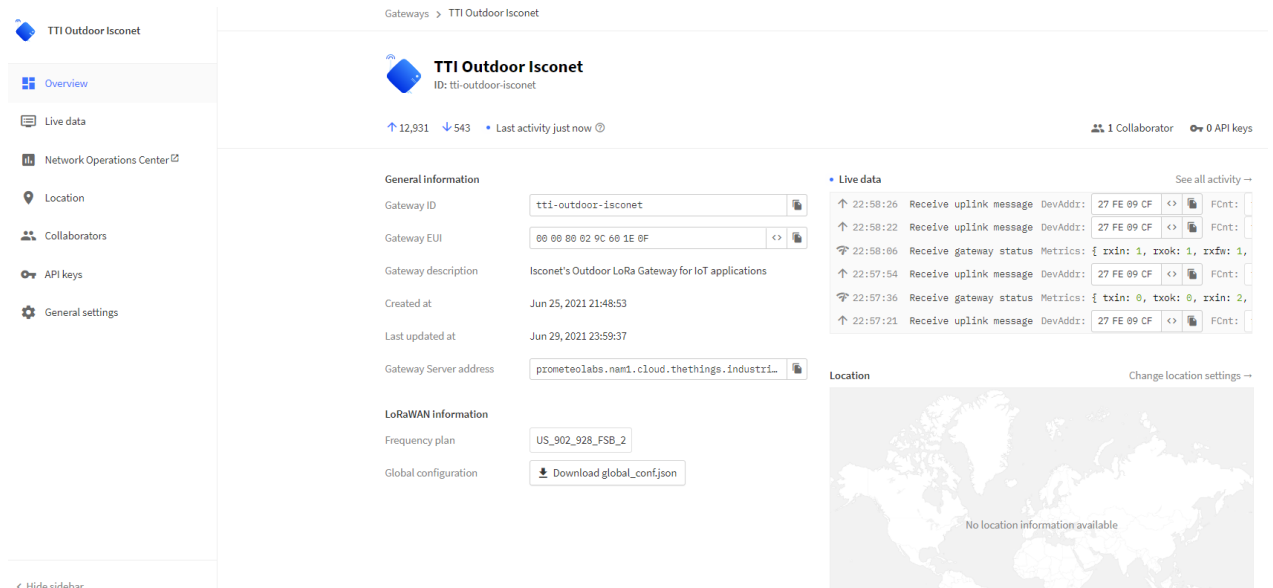 TTI Outdoor Isconet
Overview
Live data
Network Operations Center
Location
Collaborators
API keys
General settings
Hide sidebar
Gateways > TTI Outdoor Isconet
TTI Outdoor Isconet
ID: tti-outdoor-isconet
12,931 543 • Last activity just now
1 Collaborator 0 API keys
General information
Gateway ID tti-outdoor-isconet
Gateway EUI 00 00 80 02 9C 60 1E 0F
Gateway description Isconet's Outdoor LoRa Gateway for IoT applications
Created at Jun 25, 2021 21:48:53
Last updated at Jun 29, 2021 23:59:37
Gateway Server address prometeolabs.nam1.cloud.thethings.industri…
LoRaWAN information
Frequency plan US_902_928_FSB_2
Global configuration Download global_conf.json
• Live data See all activity →
↑ 22:58:26 Receive uplink message DevAddr: 27 FE 09 CF <> FCnt:
↑ 22:58:22 Receive uplink message DevAddr: 27 FE 09 CF <> FCnt:
22:58:06 Receive gateway status Metrics: { rxin: 1, rxok: 1, rxfw: 1,
↑ 22:57:54 Receive uplink message DevAddr: 27 FE 09 CF <> FCnt:
22:57:36 Receive gateway status Metrics: { txin: 0, txok: 0, rxin: 2,
↑ 22:57:21 Receive uplink message DevAddr: 27 FE 09 CF <> FCnt:
Location Change location settings →
No location information available